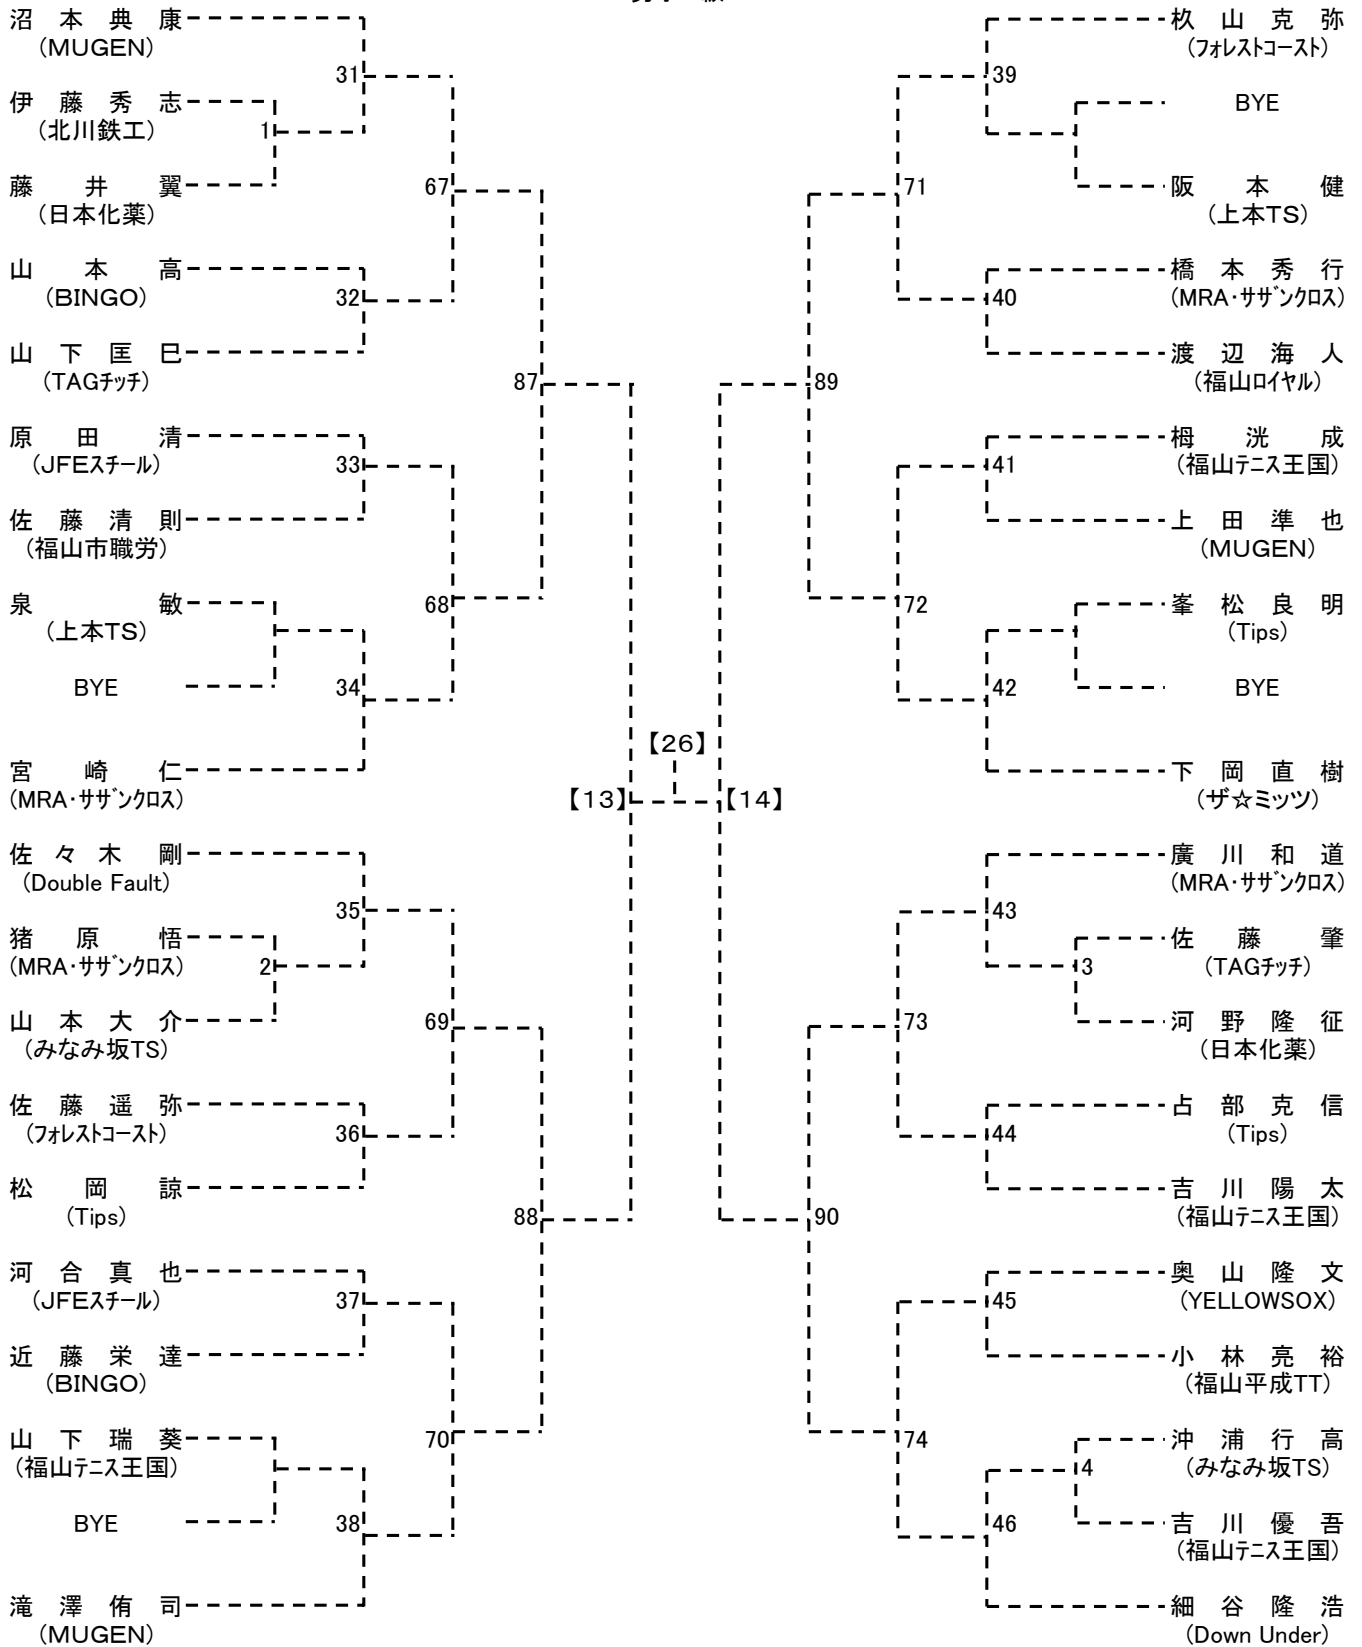 沼本典康
(MUGEN)
31
伊藤秀志
(北川鉄工)
1
藤井翼
(日本化薬)
67
山本高
(BINGO)
32
山下匡巳
(TAGチッチ)
87
原田清
(JFEスチール)
33
佐藤清則
(福山市職労)
泉敏
(上本TS)
68
BYE
34
宮崎仁
(MRA・サザンクロス)
佐々木剛
(Double Fault)
35
猪原悟
(MRA・サザンクロス)
2
山本大介
(みなみ坂TS)
69
佐藤遥弥
(フォレストコースト)
36
松岡諒
(Tips)
88
河合真也
(JFEスチール)
37
近藤栄達
(BINGO)
山下瑞葵
(福山テニス王国)
70
BYE
38
滝澤侑司
(MUGEN)
【13】
【26】
【14】
杁山克弥
(フォレストコースト)
39
BYE
阪本健
(上本TS)
71
橋本秀行
(MRA・サザンクロス)
40
渡辺海人
(福山ロイヤル)
89
栂洸成
(福山テニス王国)
41
上田準也
(MUGEN)
峯松良明
(Tips)
72
BYE
42
下岡直樹
(ザ☆ミッツ)
廣川和道
(MRA・サザンクロス)
43
佐藤肇
(TAGチッチ)
3
河野隆征
(日本化薬)
73
占部克信
(Tips)
44
吉川陽太
(福山テニス王国)
90
奥山隆文
(YELLOWSOX)
45
小林亮裕
(福山平成TT)
74
沖浦行高
(みなみ坂TS)
4
吉川優吾
(福山テニス王国)
46
細谷隆浩
(Down Under)